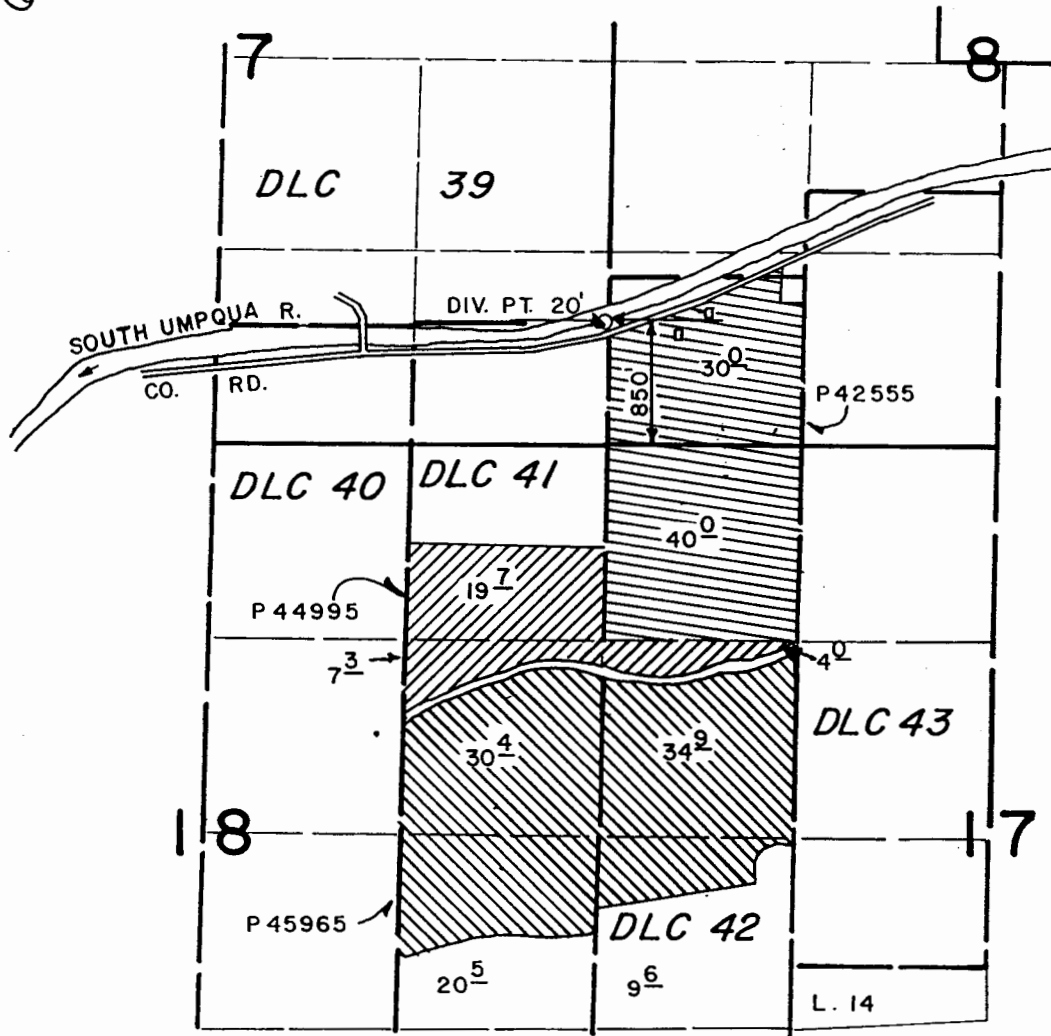 7
8
DLC 39
DIV. PT. 20'
SOUTH UMPQUA R.
CO. RD.
850'
30 0
P42555
DLC 40
DLC 41
40 0
19 7
P44995
7 3
4 0
30 4
34 9
DLC 43
18
17
P45965
DLC 42
20 5
9 6
L. 14